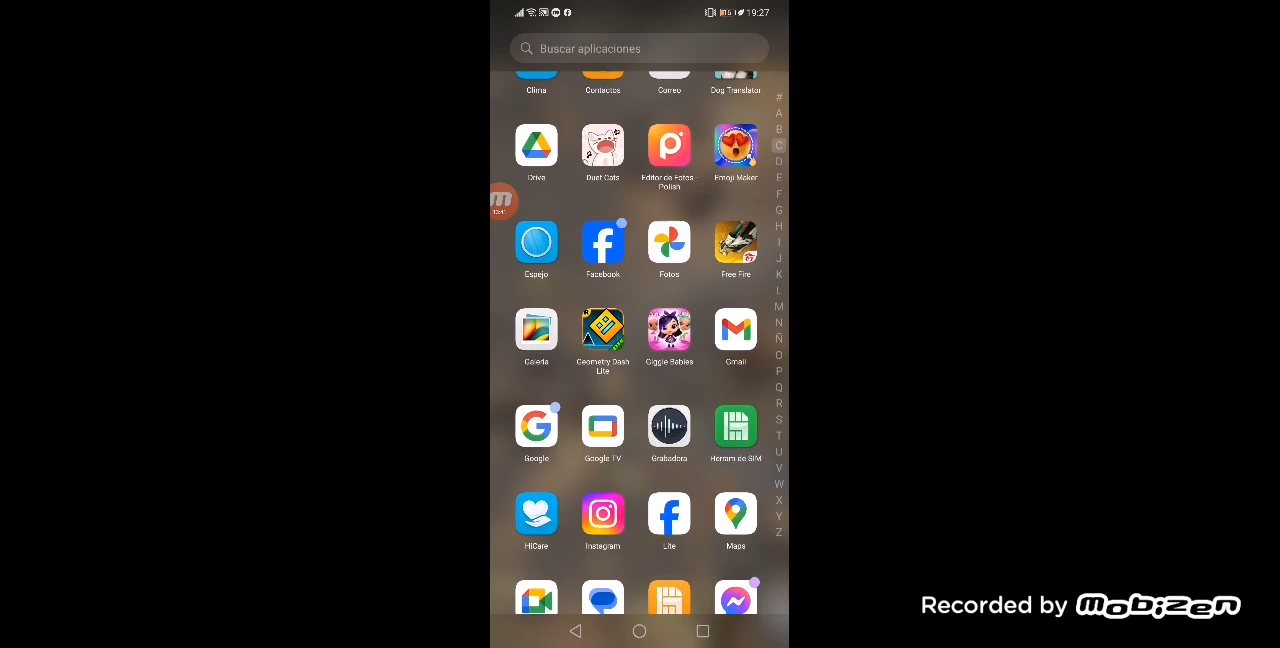 19:27
Buscar aplicaciones
Clima Contactos Correo Dog Translator
#
A
B
C
D
E
F
G
H
I
J
K
L
M
N
Ñ
O
P
Q
R
S
T
U
V
W
X
Y
Z
Drive Duet Cats Editor de Fotos - Polish Emoji Maker
13:41
Espejo Facebook Fotos Free Fire
Galería Geometry Dash Lite Giggle Babies Gmail
Google Google TV Grabadora Herram de SIM
HiCare Instagram Lite Maps
Recorded by mobizen